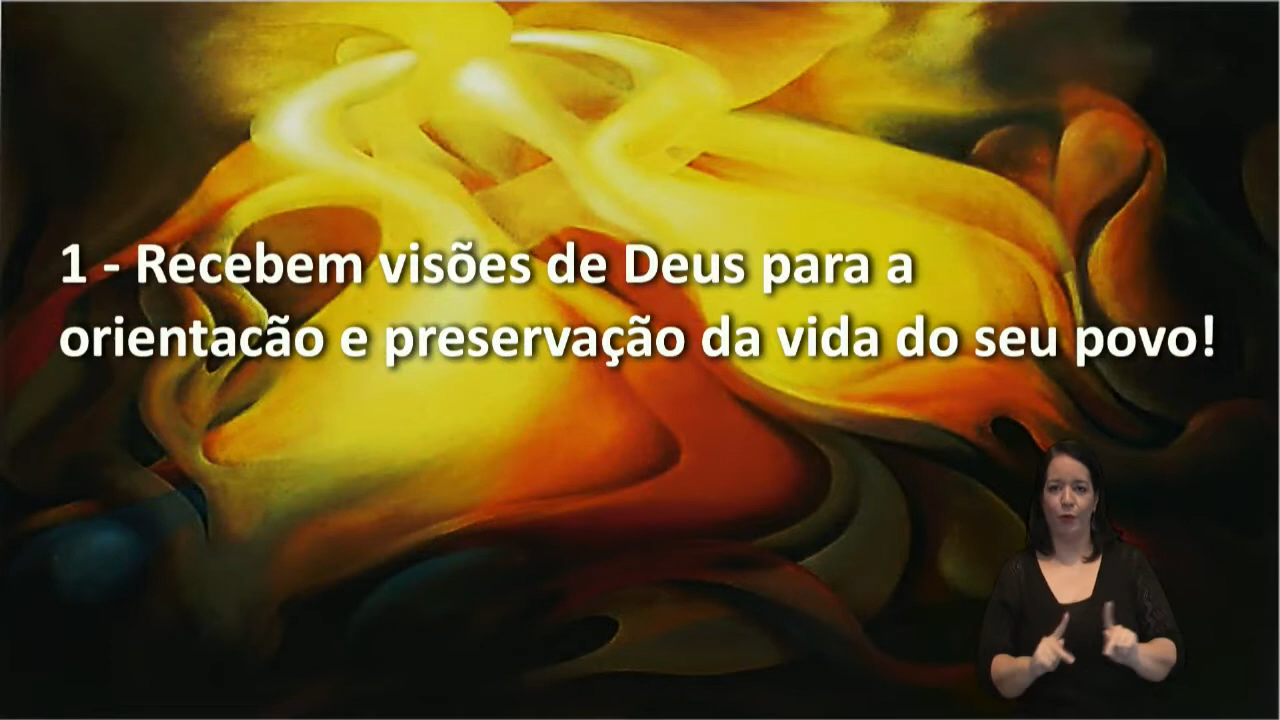 1 - Recebem visões de Deus para a
orientacão e preservação da vida do seu povo!